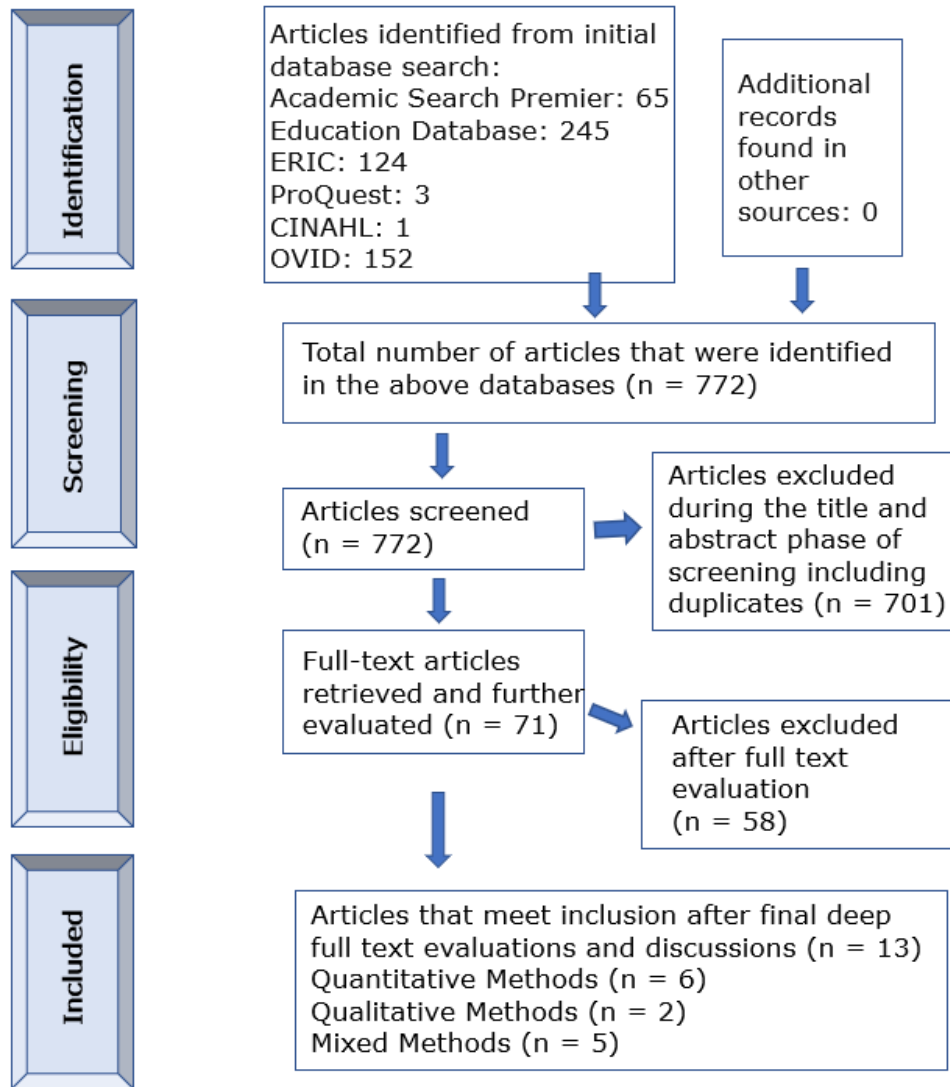 Identification
Articles identified from initial
database search:
Academic Search Premier: 65
Education Database: 245
ERIC: 124
ProQuest: 3
CINAHL: 1
OVID: 152
Additional
records
found in
other
sources: 0
Screening
Total number of articles that were identified
in the above databases (n = 772)
Articles screened
(n = 772)
Articles excluded
during the title and
abstract phase of
screening including
duplicates (n = 701)
Eligibility
Full-text articles
retrieved and further
evaluated (n = 71)
Articles excluded
after full text
evaluation
(n = 58)
Included
Articles that meet inclusion after final deep
full text evaluations and discussions (n = 13)
Quantitative Methods (n = 6)
Qualitative Methods (n = 2)
Mixed Methods (n = 5)